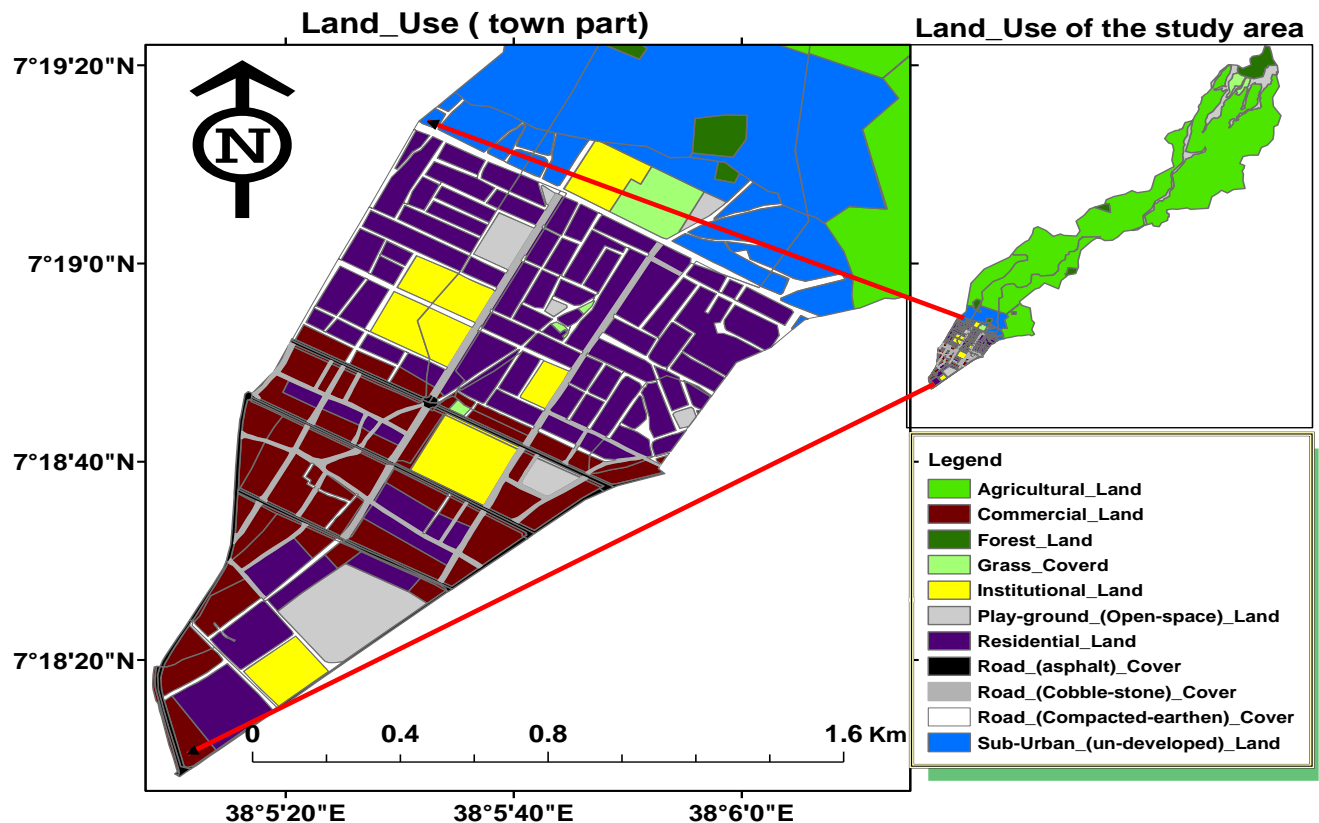 Land_Use ( town part)
Land_Use of the study area
7°19'20"N
N
7°19'0"N
7°18'40"N
7°18'20"N
0 0.4 0.8 1.6 Km
38°5'20"E 38°5'40"E 38°6'0"E
Legend
Agricultural_Land
Commercial_Land
Forest_Land
Grass_Coverd
Institutional_Land
Play-ground_(Open-space)_Land
Residential_Land
Road_(asphalt)_Cover
Road_(Cobble-stone)_Cover
Road_(Compacted-earthen)_Cover
Sub-Urban_(un-developed)_Land